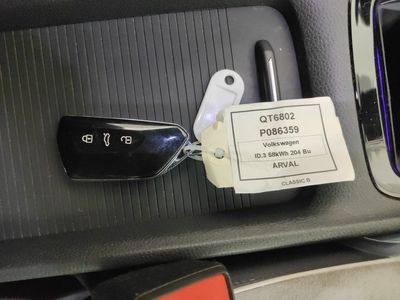 QT6802
P086359
Volkswagen
ID.3 58kWh 204 Bu
ARVAL
CLASSIC B